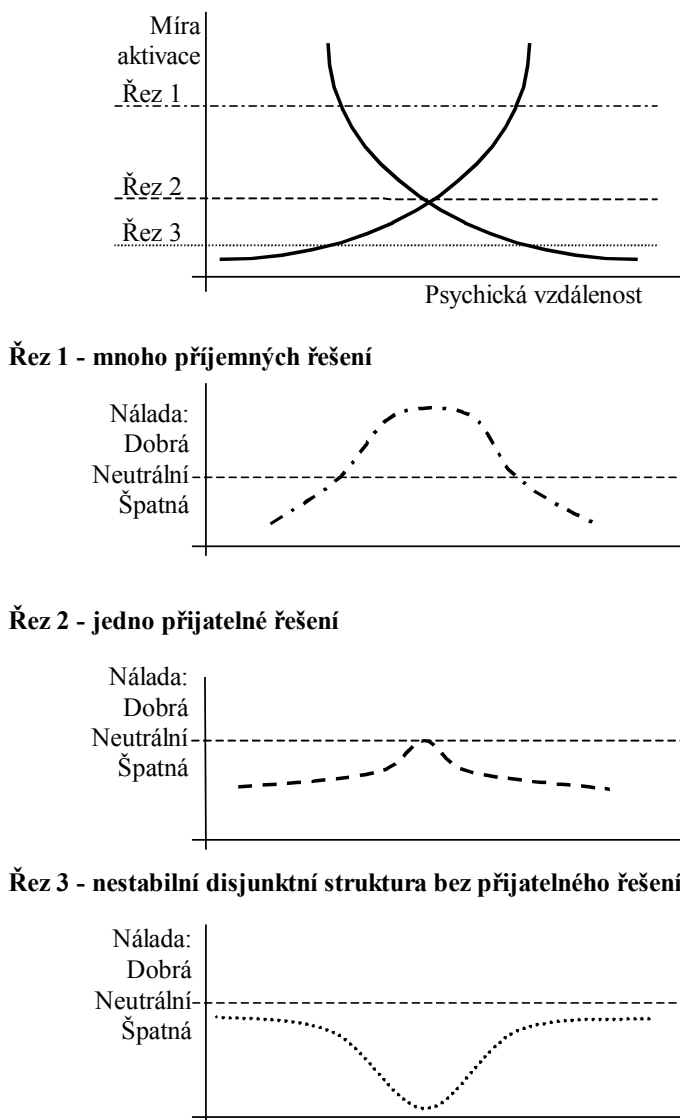 Míra
aktivace
Řez 1
Řez 2
Řez 3
Psychická vzdálenost
Řez 1 - mnoho příjemných řešení
Nálada:
Dobrá
Neutrální
Špatná
Řez 2 - jedno přijatelné řešení
Nálada:
Dobrá
Neutrální
Špatná
Řez 3 - nestabilní disjunktní struktura bez přijatelného řešení
Nálada:
Dobrá
Neutrální
Špatná